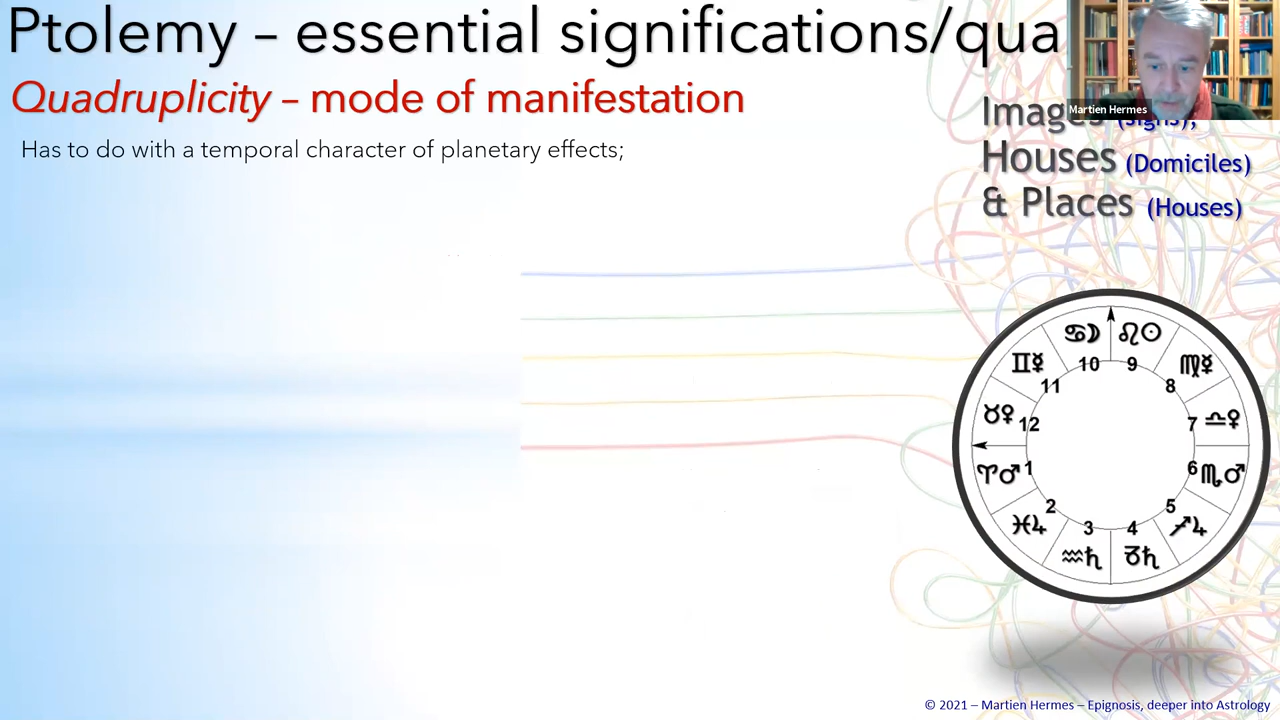 Ptolemy – essential significations/qua
Quadruplicity – mode of manifestation
Has to do with a temporal character of planetary effects;
Martien Hermes
Images (signs),
Houses (Domiciles)
& Places (Houses)
♋☽ ♌☉
♊☿ 10 9 ♍☿
11 8
♉♀ 12 7 ♎♀
♈♂ 1 6 ♏♂
2 5
♓♃ 3 4 ♐♃
♒♄ ♑♄
© 2021 – Martien Hermes – Epignosis, deeper into Astrology